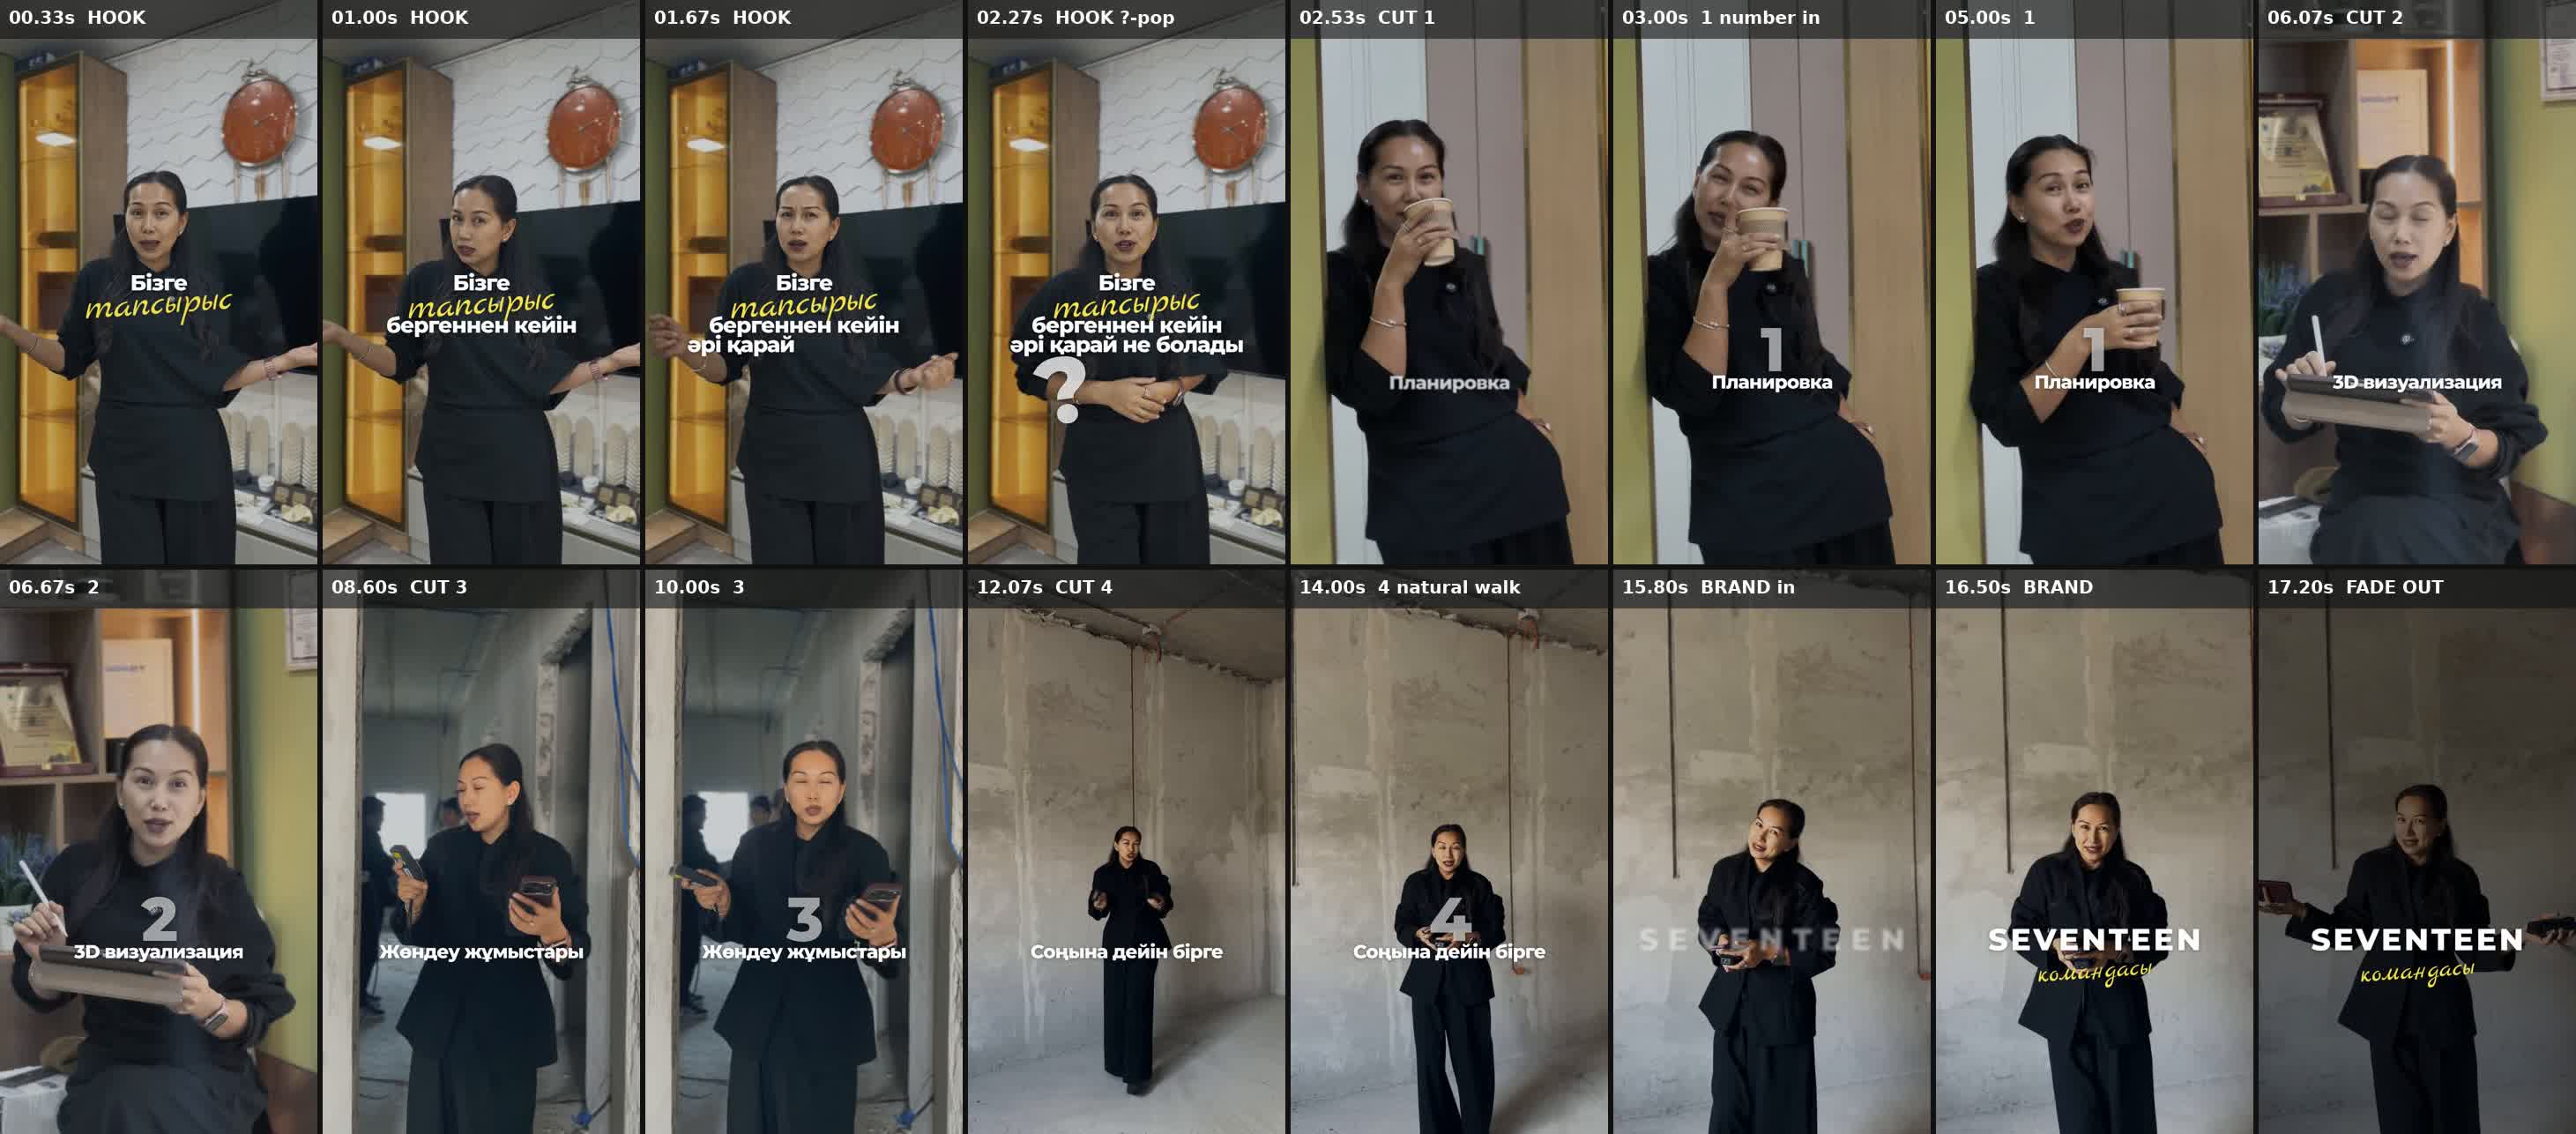 00.33s HOOK
Бізге
тапсырыс
01.00s HOOK
Бізге
тапсырыс
бергеннен кейін
01.67s HOOK
Бізге
тапсырыс
бергеннен кейін
әрі қарай
02.27s HOOK ?-pop
Бізге
тапсырыс
бергеннен кейін
әрі қарай не болады
?
02.53s CUT 1
Планировка
03.00s 1 number in
1
Планировка
05.00s 1
1
Планировка
06.07s CUT 2
3D визуализация
06.67s 2
2
3D визуализация
08.60s CUT 3
Жөндеу жұмыстары
10.00s 3
3
Жөндеу жұмыстары
12.07s CUT 4
Соңына дейін бірге
14.00s 4 natural walk
4
Соңына дейін бірге
15.80s BRAND in
SEVENTEEN
16.50s BRAND
SEVENTEEN
командасы
17.20s FADE OUT
SEVENTEEN
командасы